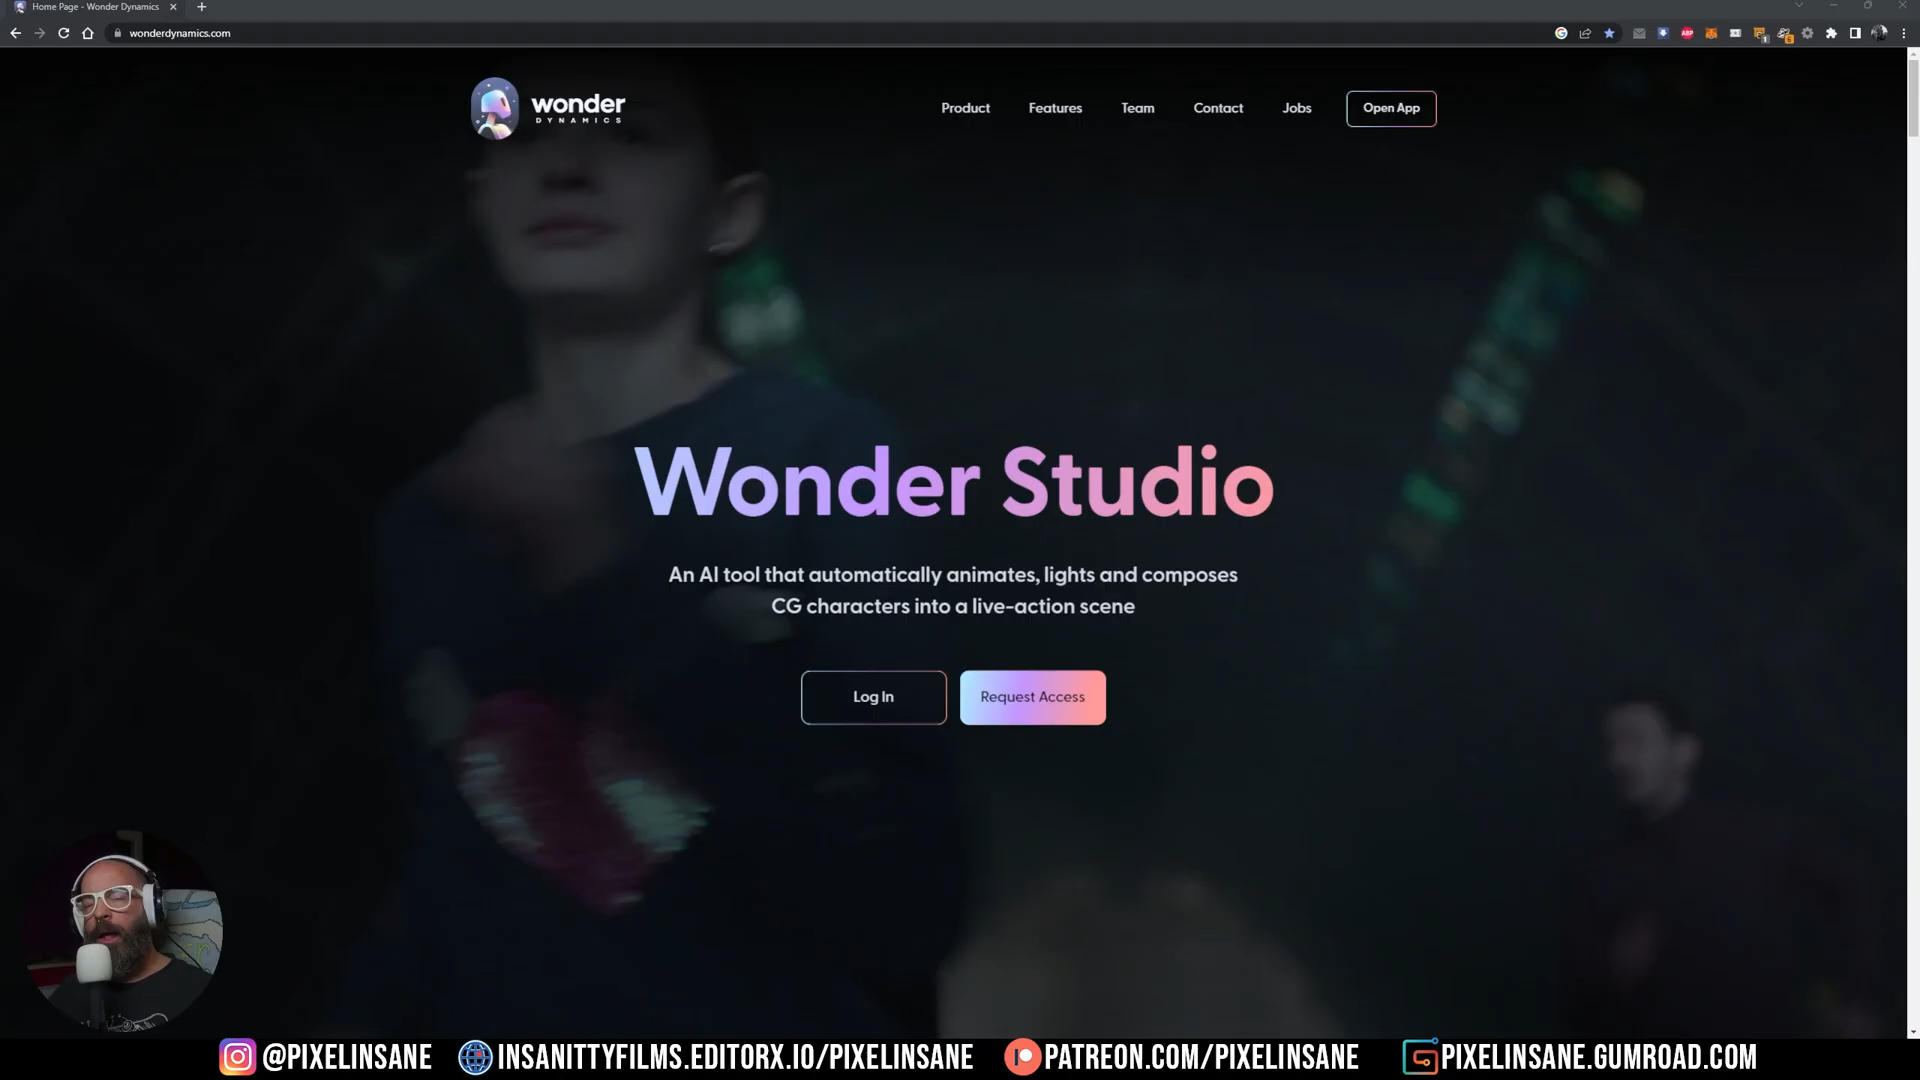 Home Page - Wonder Dynamics
wonderdynamics.com
wonder
DYNAMICS
Product
Features
Team
Contact
Jobs
Open App
Wonder Studio
An AI tool that automatically animates, lights and composes
CG characters into a live-action scene
Log In
Request Access
@PIXELINSANE
INSANITTYFILMS.EDITORX.IO/PIXELINSANE
PATREON.COM/PIXELINSANE
PIXELINSANE.GUMROAD.COM